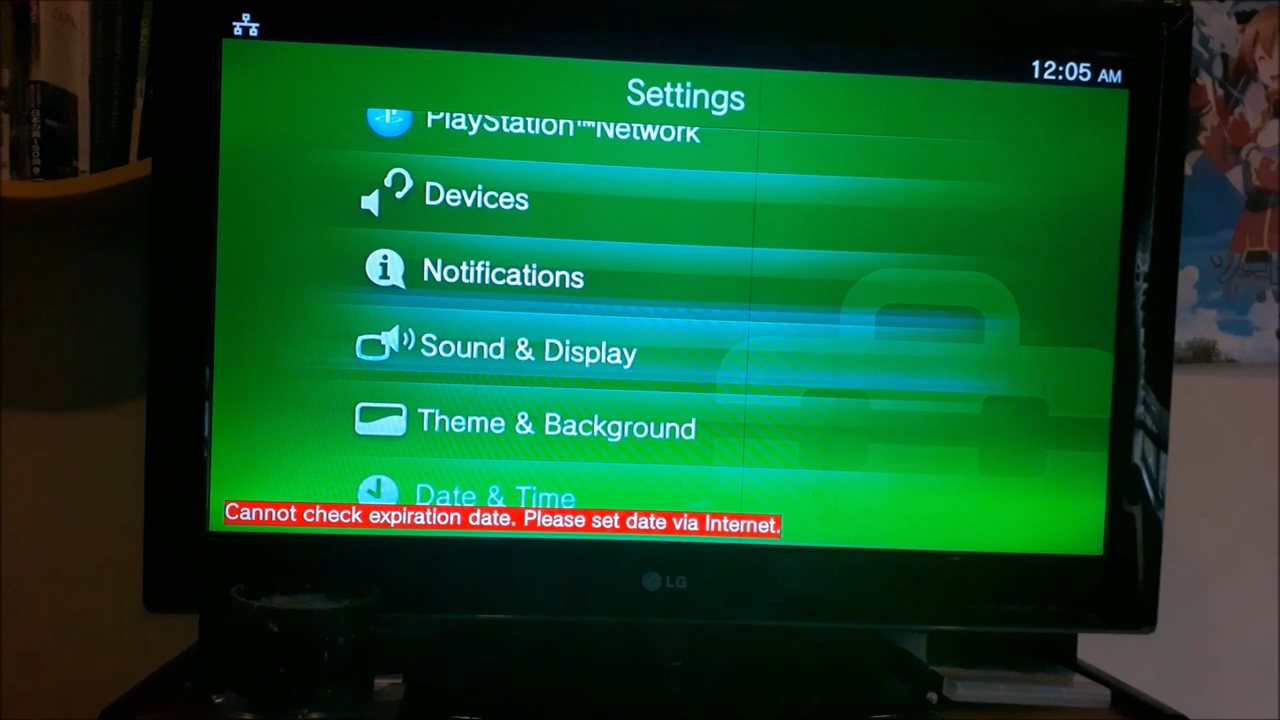 12:05 AM
Settings
PlayStation™Network
Devices
Notifications
Sound & Display
Theme & Background
Date & Time
Cannot check expiration date. Please set date via Internet.
LG